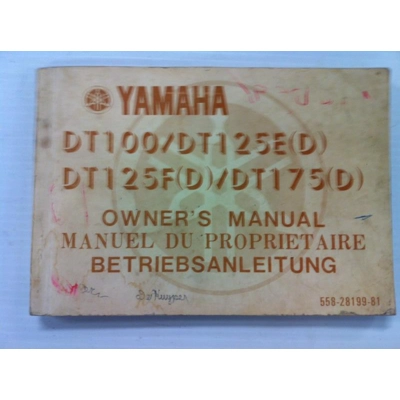 YAMAHA
DT100/DT125E(D)
DT125F(D)/DT175(D)
OWNER'S MANUAL
MANUEL DU PROPRIETAIRE
BETRIEBSANLEITUNG
558-28199-81